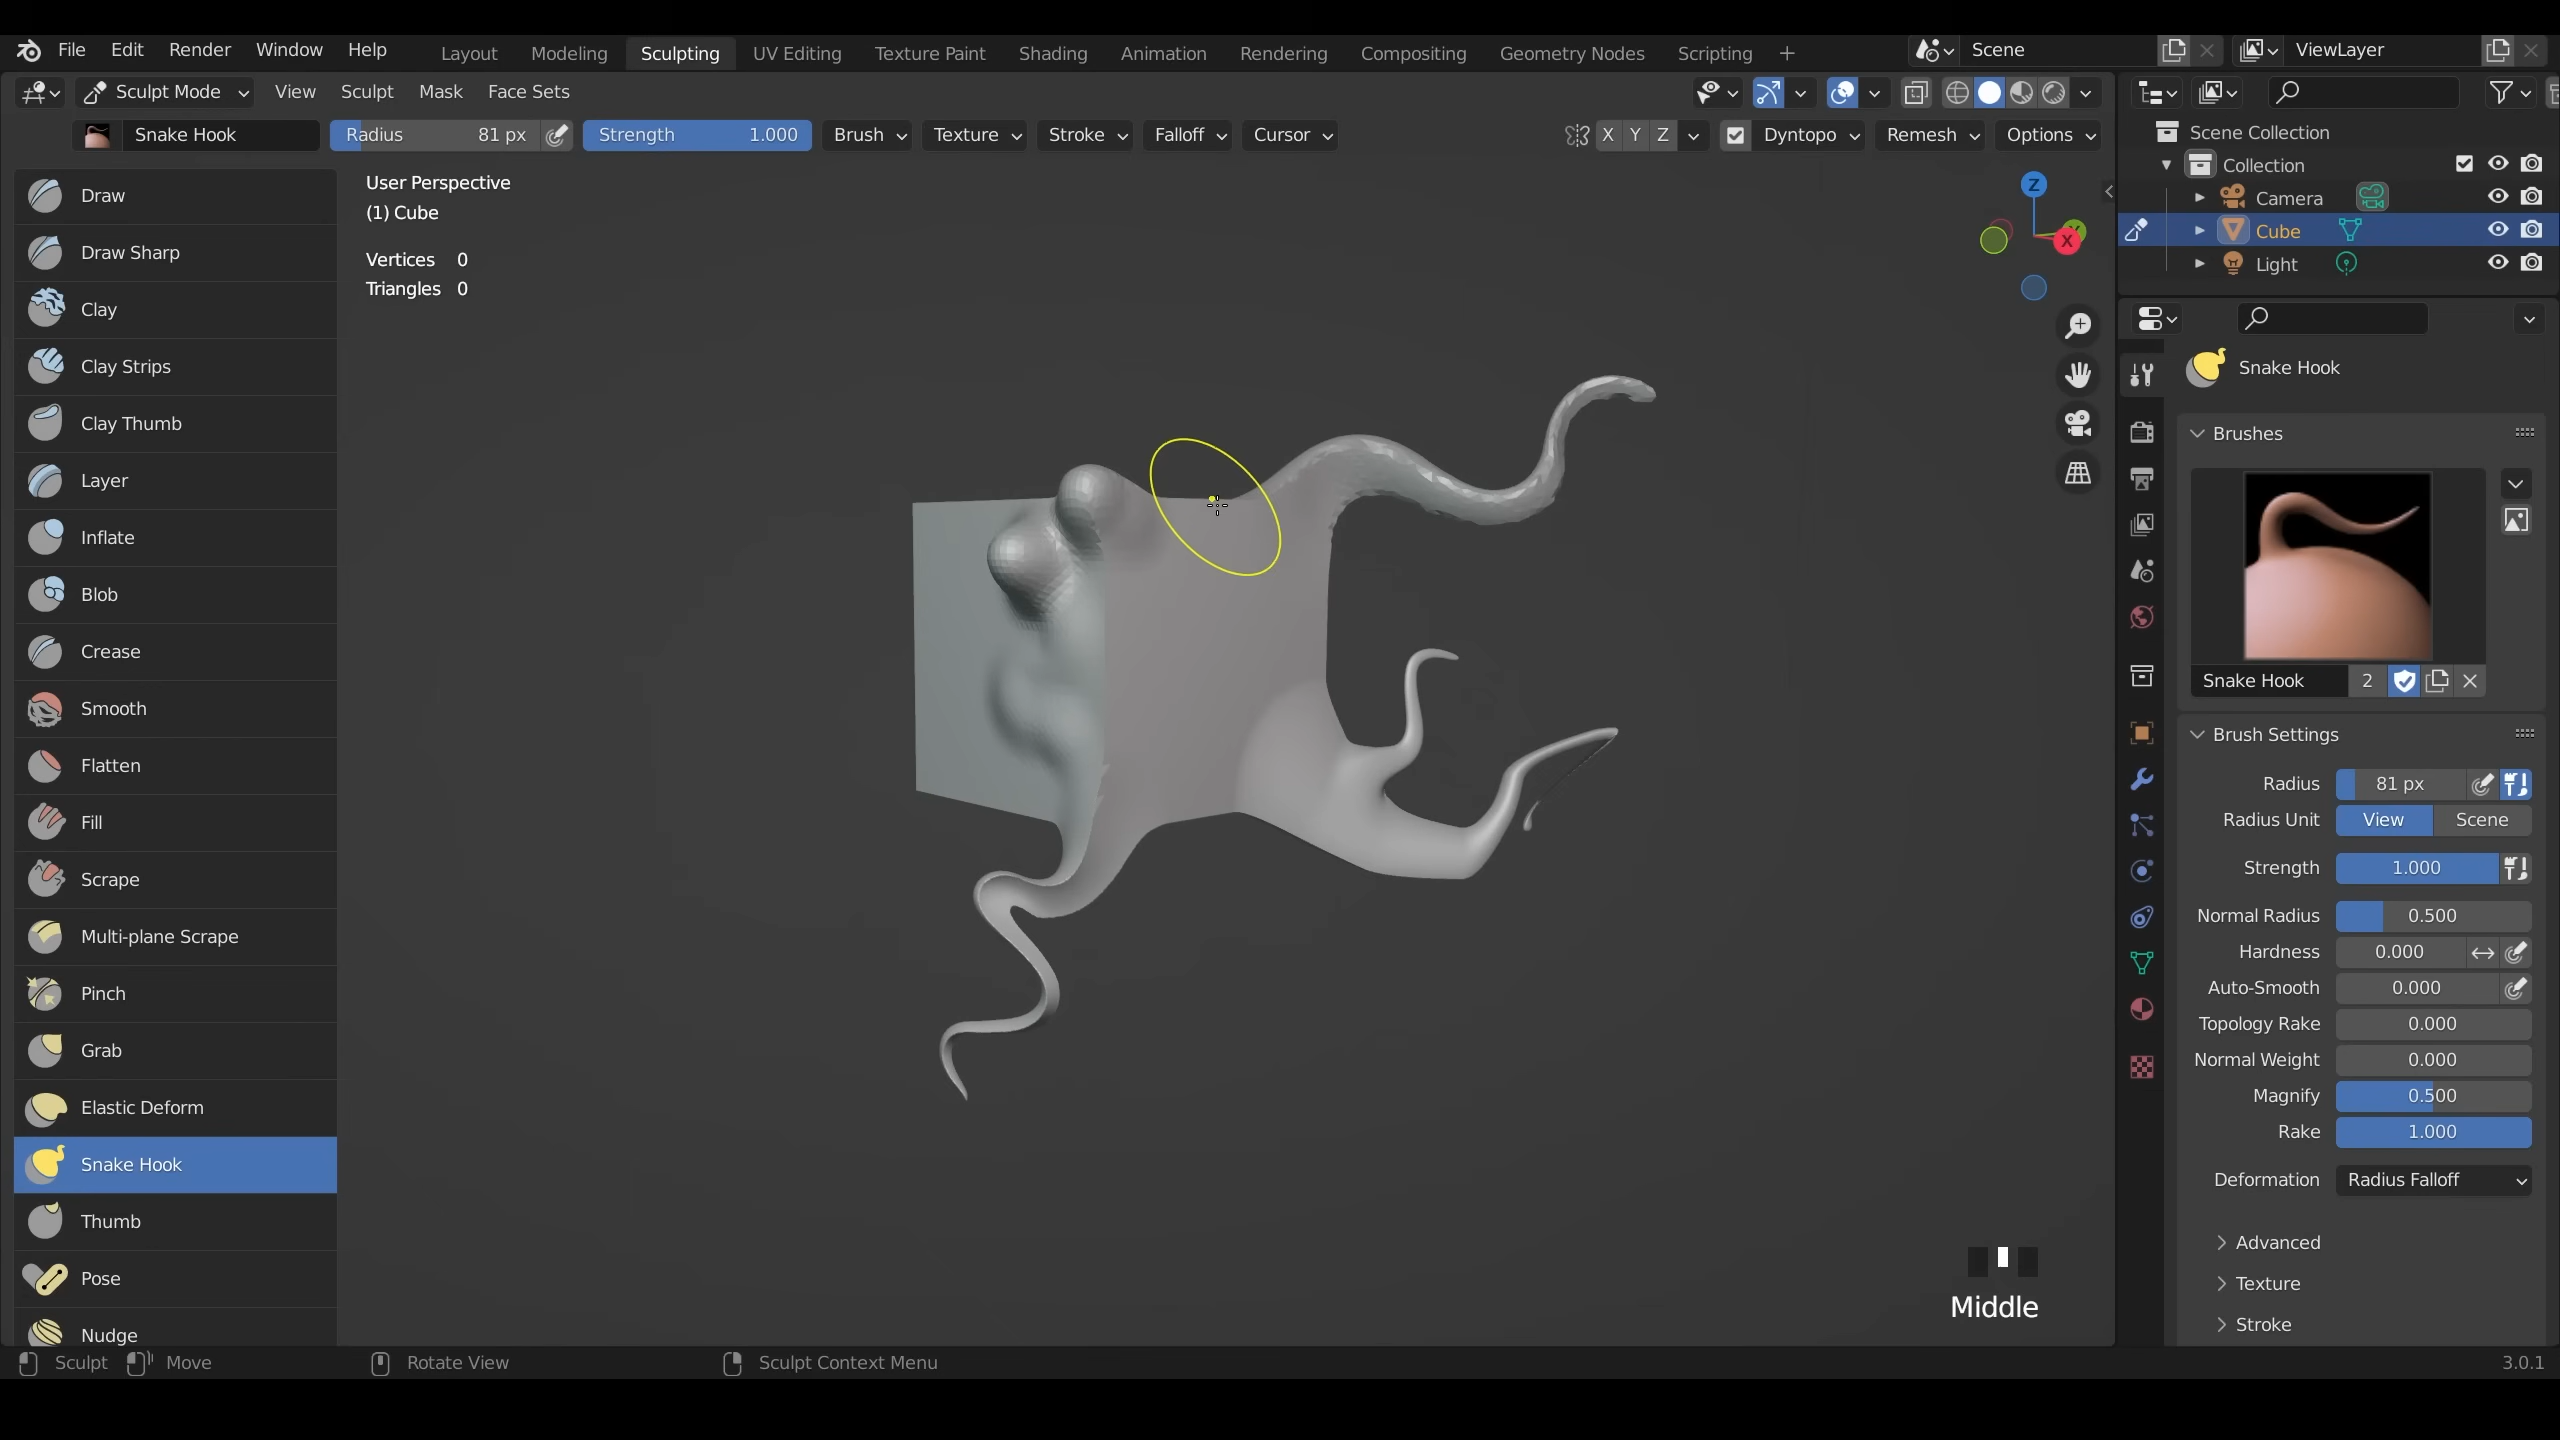 File Edit Render Window Help Layout Modeling Sculpting UV Editing Texture Paint Shading Animation Rendering Compositing Geometry Nodes Scripting + Scene ViewLayer
Sculpt Mode View Sculpt Mask Face Sets
Snake Hook Radius 81 px Strength 1.000 Brush Texture Stroke Falloff Cursor X Y Z Dyntopo Remesh Options
Scene Collection
Collection
Camera
Cube
Light
User Perspective
(1) Cube
Vertices 0
Triangles 0
Z
Y
X
Draw
Draw Sharp
Clay
Clay Strips
Clay Thumb
Layer
Inflate
Blob
Crease
Smooth
Flatten
Fill
Scrape
Multi-plane Scrape
Pinch
Grab
Elastic Deform
Snake Hook
Thumb
Pose
Nudge
Snake Hook
Brushes
Snake Hook 2
Brush Settings
Radius 81 px
Radius Unit View Scene
Strength 1.000
Normal Radius 0.500
Hardness 0.000
Auto-Smooth 0.000
Topology Rake 0.000
Normal Weight 0.000
Magnify 0.500
Rake 1.000
Deformation Radius Falloff
Advanced
Texture
Stroke
Middle
Sculpt Move Rotate View Sculpt Context Menu 3.0.1